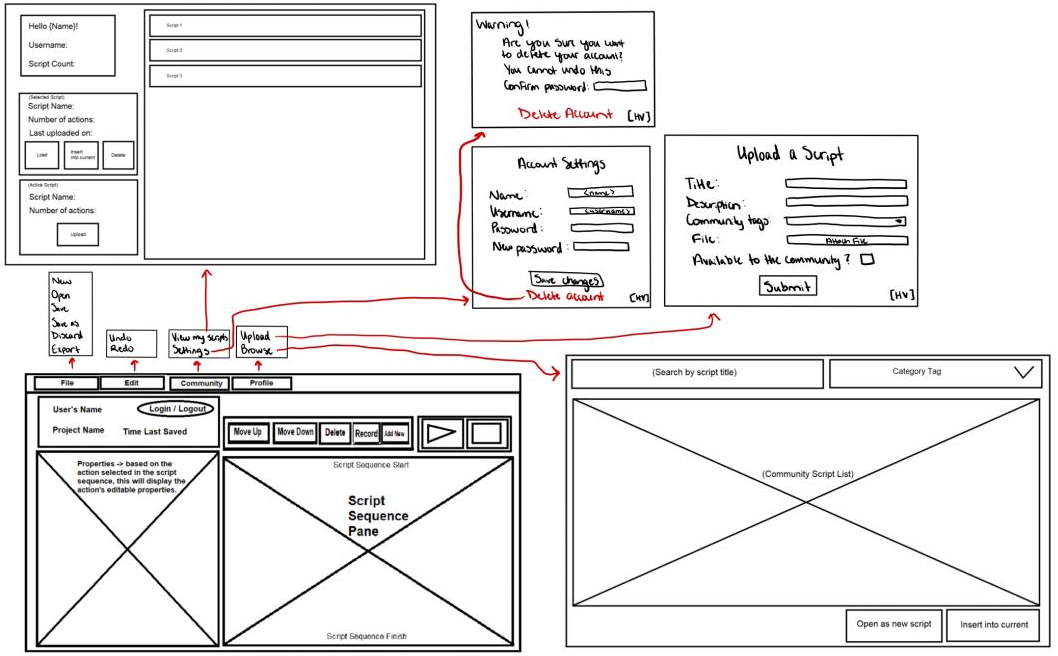 Hello {Name}!
Username:
Script Count:
(Selected Script)
Script Name:
Number of actions:
Last uploaded on:
Load
Insert
into current
Delete
(Active Script)
Script Name:
Number of actions:
Upload
Script 1
Script 2
Script 3
Warning!
Are you sure you want
to delete your account?
You cannot undo this
Confirm password:
Delete Account
[HV]
Account Settings
Name:
<name>
Username:
<username>
Password:
New password:
Save changes
Delete account
[HV]
Upload a Script
Title:
Description:
Community tags:
File:
Attach File
Available to the community?
Submit
[HV]
New
Open
Save
Save as
Discard
Export
Undo
Redo
View my scripts
Settings
Upload
Browse
File
Edit
Community
Profile
User's Name
Login / Logout
Project Name
Time Last Saved
Move Up
Move Down
Delete
Record
Add New
Properties -> based on the
action selected in the script
sequence, this will display the
action's editable properties.
Script Sequence Start
Script
Sequence
Pane
Script Sequence Finish
(Search by script title)
Category Tag
(Community Script List)
Open as new script
Insert into current